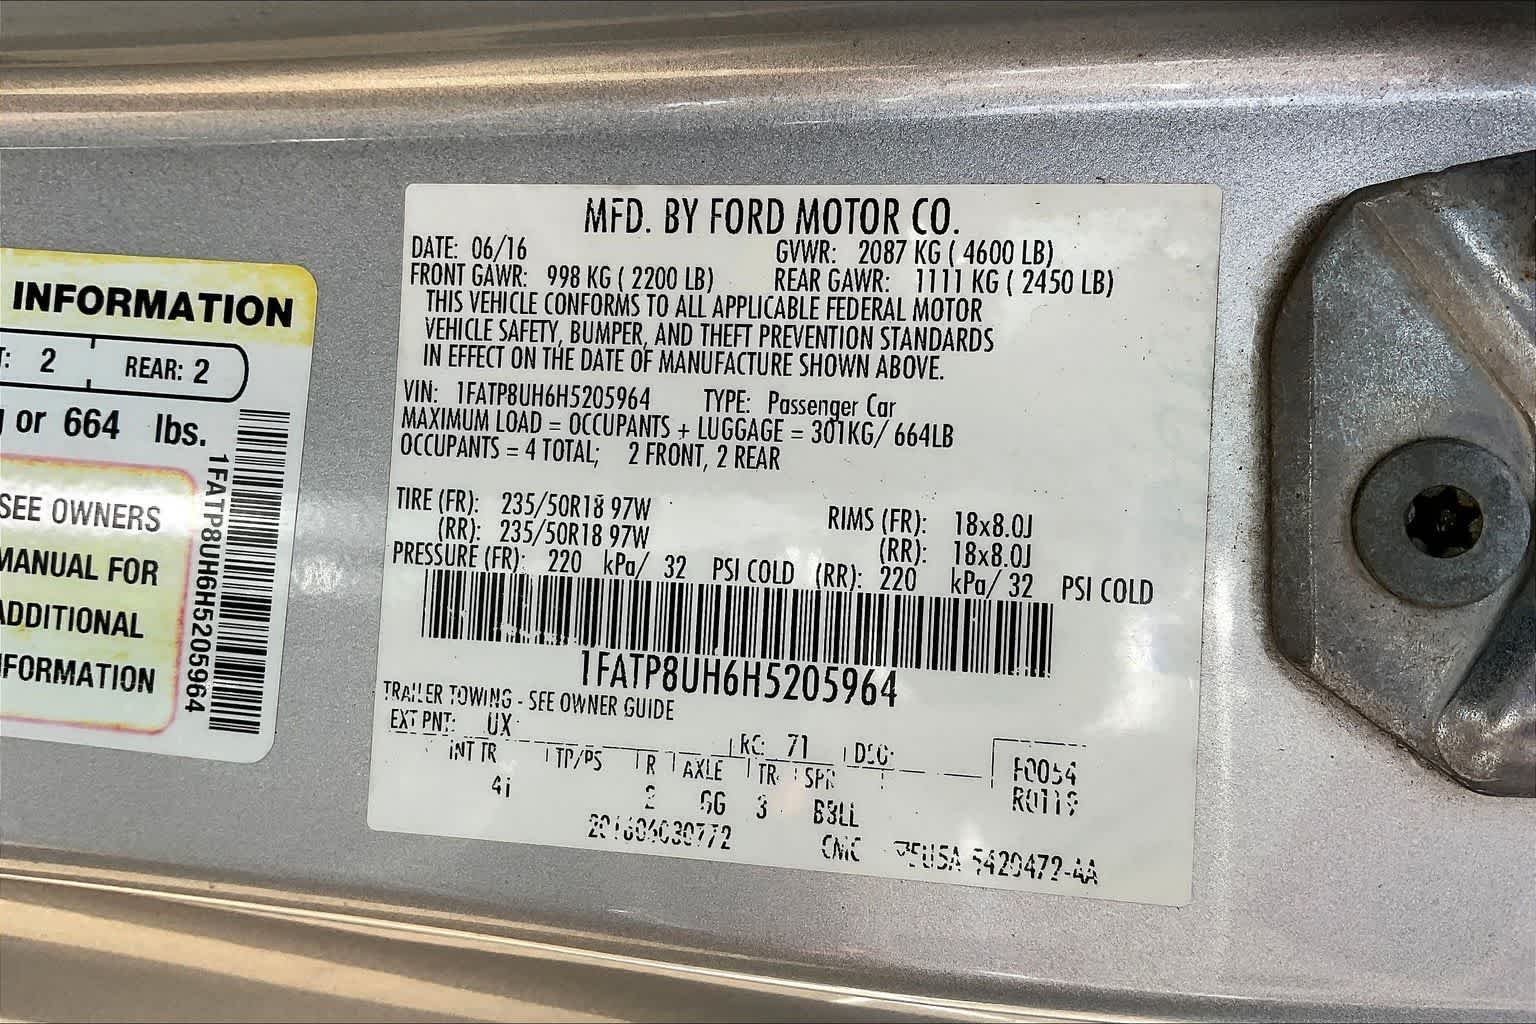 INFORMATION
2 REAR: 2
or 664 lbs.
SEE OWNERS
MANUAL FOR
ADDITIONAL
INFORMATION
1FATP8UH6H5205964
MFD. BY FORD MOTOR CO.
DATE: 06/16 GVWR: 2087 KG ( 4600 LB)
FRONT GAWR: 998 KG ( 2200 LB) REAR GAWR: 1111 KG ( 2450 LB)
THIS VEHICLE CONFORMS TO ALL APPLICABLE FEDERAL MOTOR
VEHICLE SAFETY, BUMPER, AND THEFT PREVENTION STANDARDS
IN EFFECT ON THE DATE OF MANUFACTURE SHOWN ABOVE.
VIN: 1FATP8UH6H5205964 TYPE: Passenger Car
MAXIMUM LOAD = OCCUPANTS + LUGGAGE = 301KG/ 664LB
OCCUPANTS = 4 TOTAL; 2 FRONT, 2 REAR
TIRE (FR): 235/50R18 97W RIMS (FR): 18x8.0J
(RR): 235/50R18 97W (RR): 18x8.0J
PRESSURE (FR): 220 kPa/ 32 PSI COLD (RR): 220 kPa/ 32 PSI COLD
1FATP8UH6H5205964
TRAILER TOWING - SEE OWNER GUIDE
EXT PNT: UX RC: 71 DSO:
INT TR TP/PS R AXLE TR SPR F0054
4I 2 GG 3 BBLL R0119
201606030772 CMC 5420472-AA